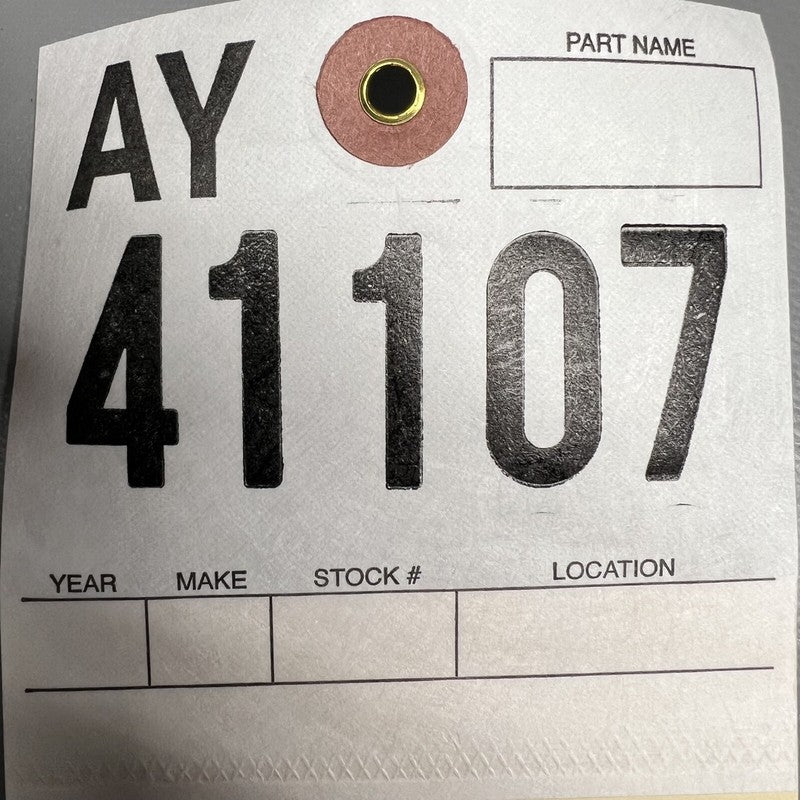 AY
PART NAME
41107
YEAR MAKE STOCK # LOCATION